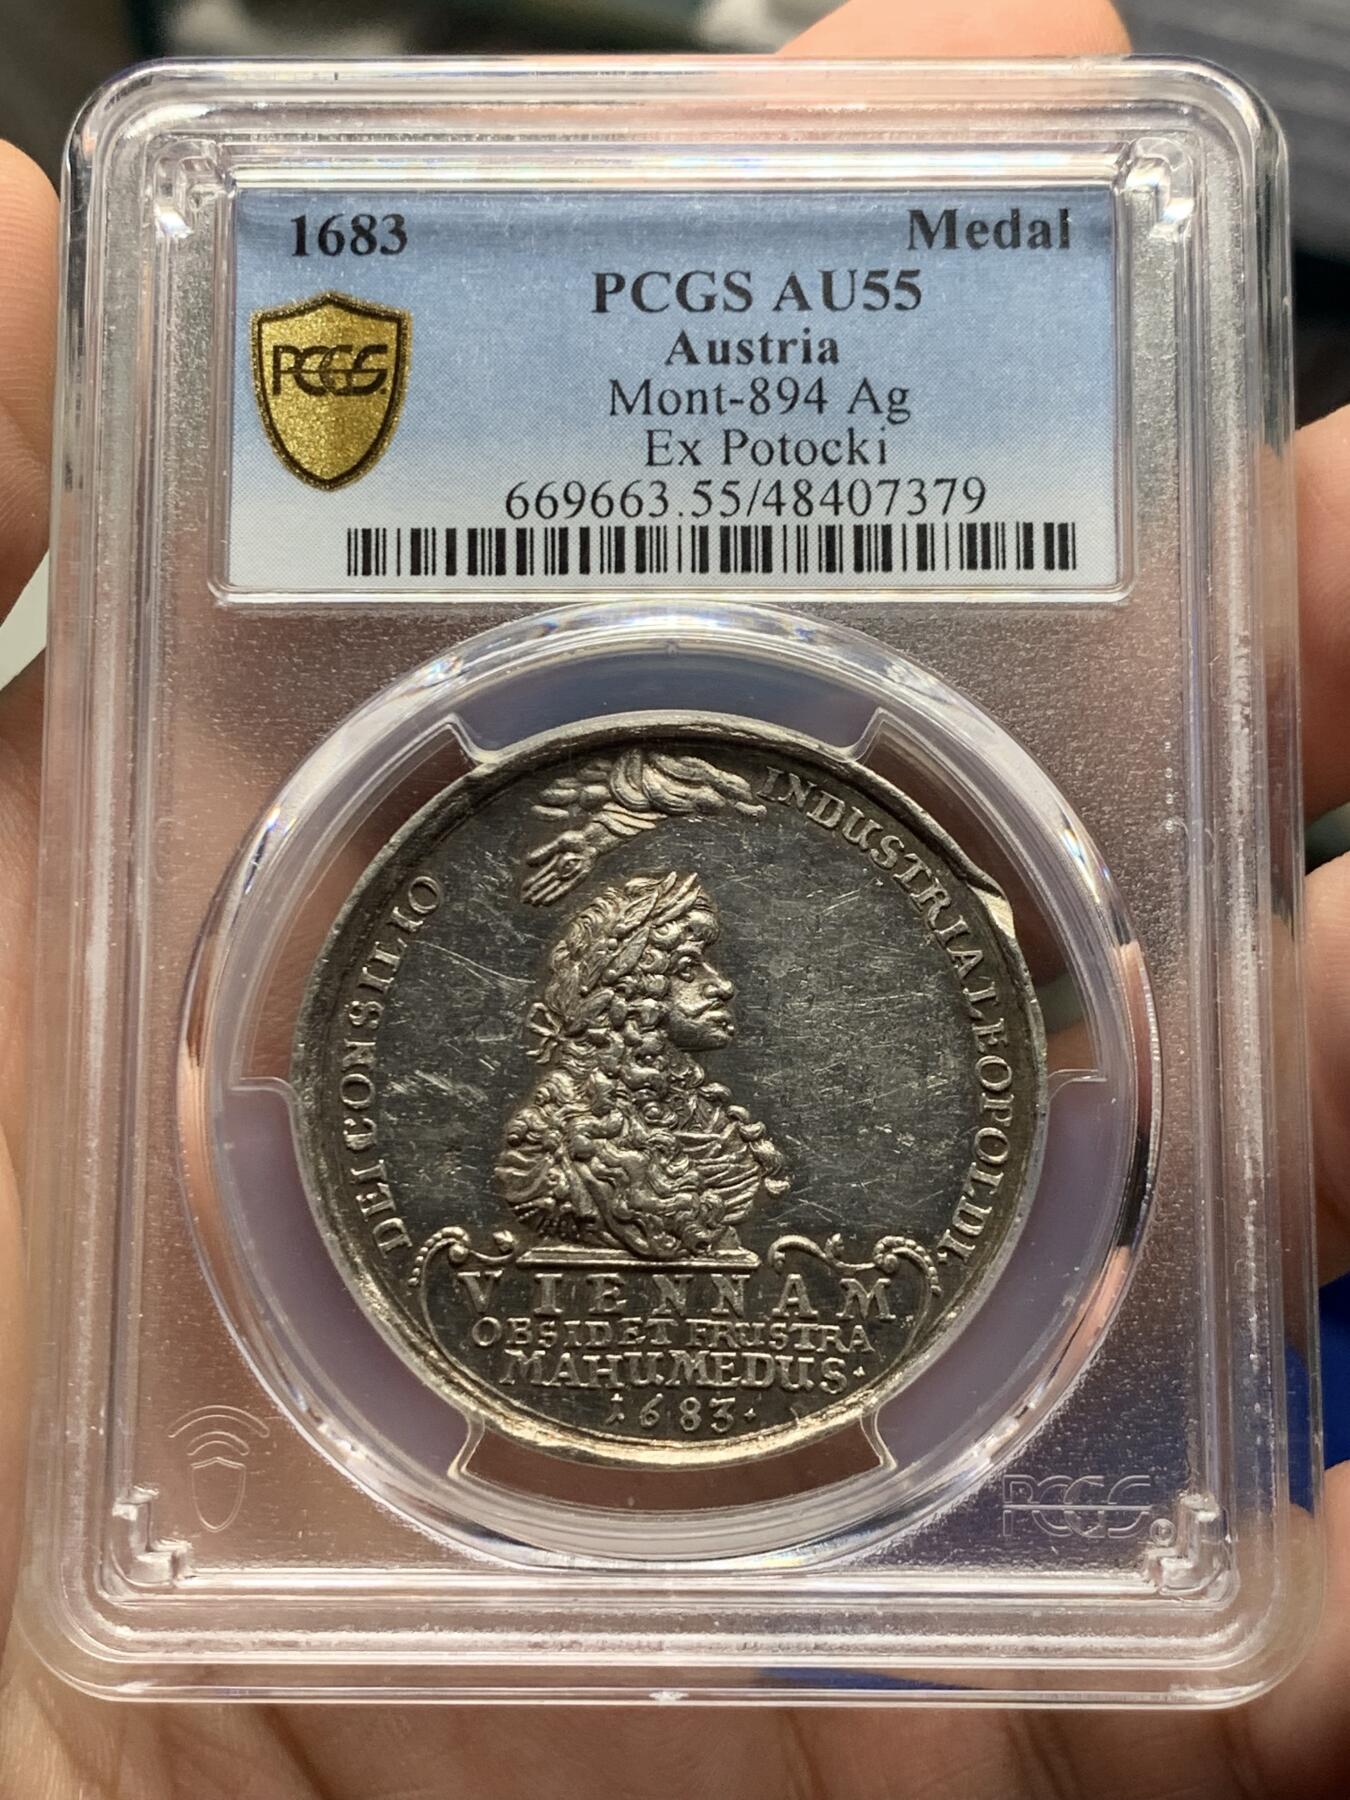 1683 Medal
PCGS AU55
Austria
Mont-894 Ag
Ex Potocki
669663.55/48407379
PCGS
DEI CONSILIO
INDUSTRIA LEOPOLDI.
VIENNAM
OBSIDET FRUSTRA
MAHUMEDUS·
·1683·
PCGS